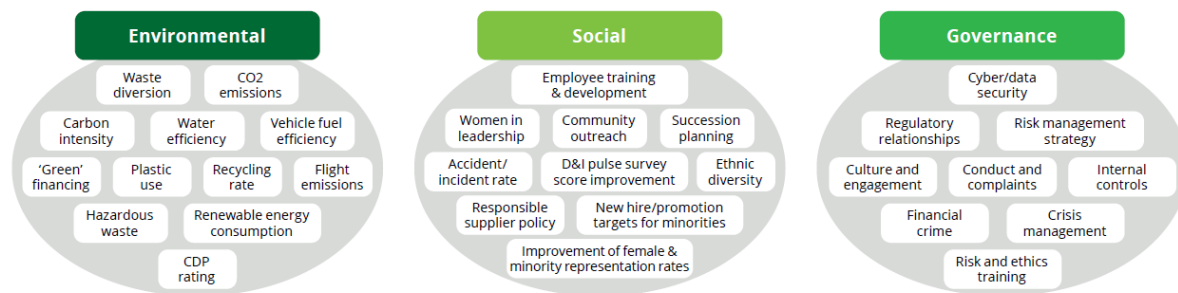 Environmental
Waste
diversion
CO2
emissions
Carbon
intensity
Water
efficiency
Vehicle fuel
efficiency
‘Green’
financing
Plastic
use
Recycling
rate
Flight
emissions
Hazardous
waste
Renewable energy
consumption
CDP
rating
Social
Employee training
& development
Women in
leadership
Community
outreach
Succession
planning
Accident/
incident rate
D&I pulse survey
score improvement
Ethnic
diversity
Responsible
supplier policy
New hire/promotion
targets for minorities
Improvement of female &
minority representation rates
Governance
Cyber/data
security
Regulatory
relationships
Risk management
strategy
Culture and
engagement
Conduct and
complaints
Internal
controls
Financial
crime
Crisis
management
Risk and ethics
training